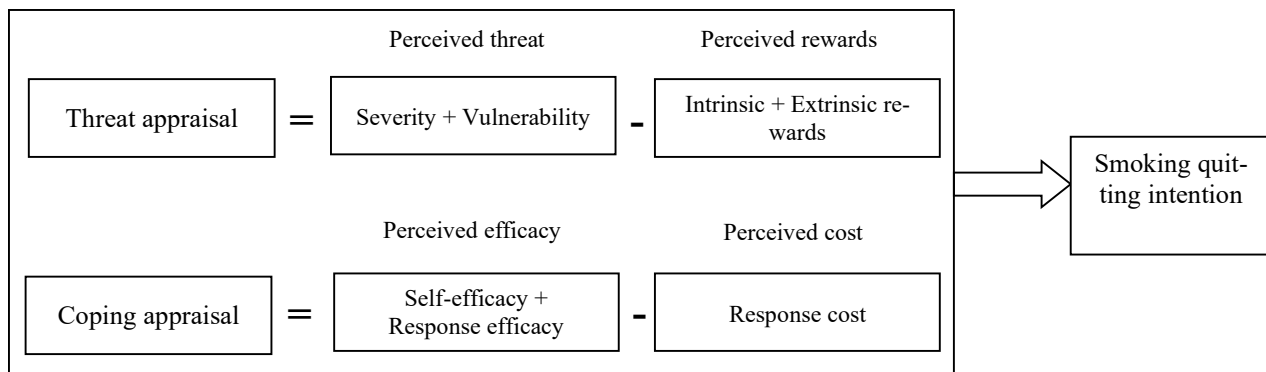 Perceived threat
Perceived rewards
Threat appraisal
=
Severity + Vulnerability
-
Intrinsic + Extrinsic re-
wards
Smoking quit-
ting intention
Perceived efficacy
Perceived cost
Coping appraisal
=
Self-efficacy +
Response efficacy
-
Response cost